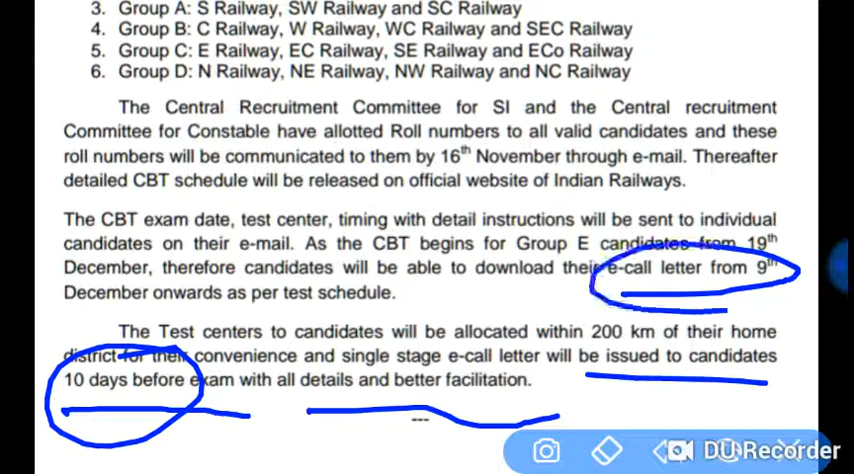 3. Group A: S Railway, SW Railway and SC Railway
4. Group B: C Railway, W Railway, WC Railway and SEC Railway
5. Group C: E Railway, EC Railway, SE Railway and ECo Railway
6. Group D: N Railway, NE Railway, NW Railway and NC Railway
The Central Recruitment Committee for SI and the Central recruitment
Committee for Constable have allotted Roll numbers to all valid candidates and these
roll numbers will be communicated to them by 16th November through e-mail. Thereafter
detailed CBT schedule will be released on official website of Indian Railways.
The CBT exam date, test center, timing with detail instructions will be sent to individual
candidates on their e-mail. As the CBT begins for Group E candidates from 19th
December, therefore candidates will be able to download their e-call letter from 9th
December onwards as per test schedule.
The Test centers to candidates will be allocated within 200 km of their home
district for their convenience and single stage e-call letter will be issued to candidates
10 days before exam with all details and better facilitation.
---
DU Recorder